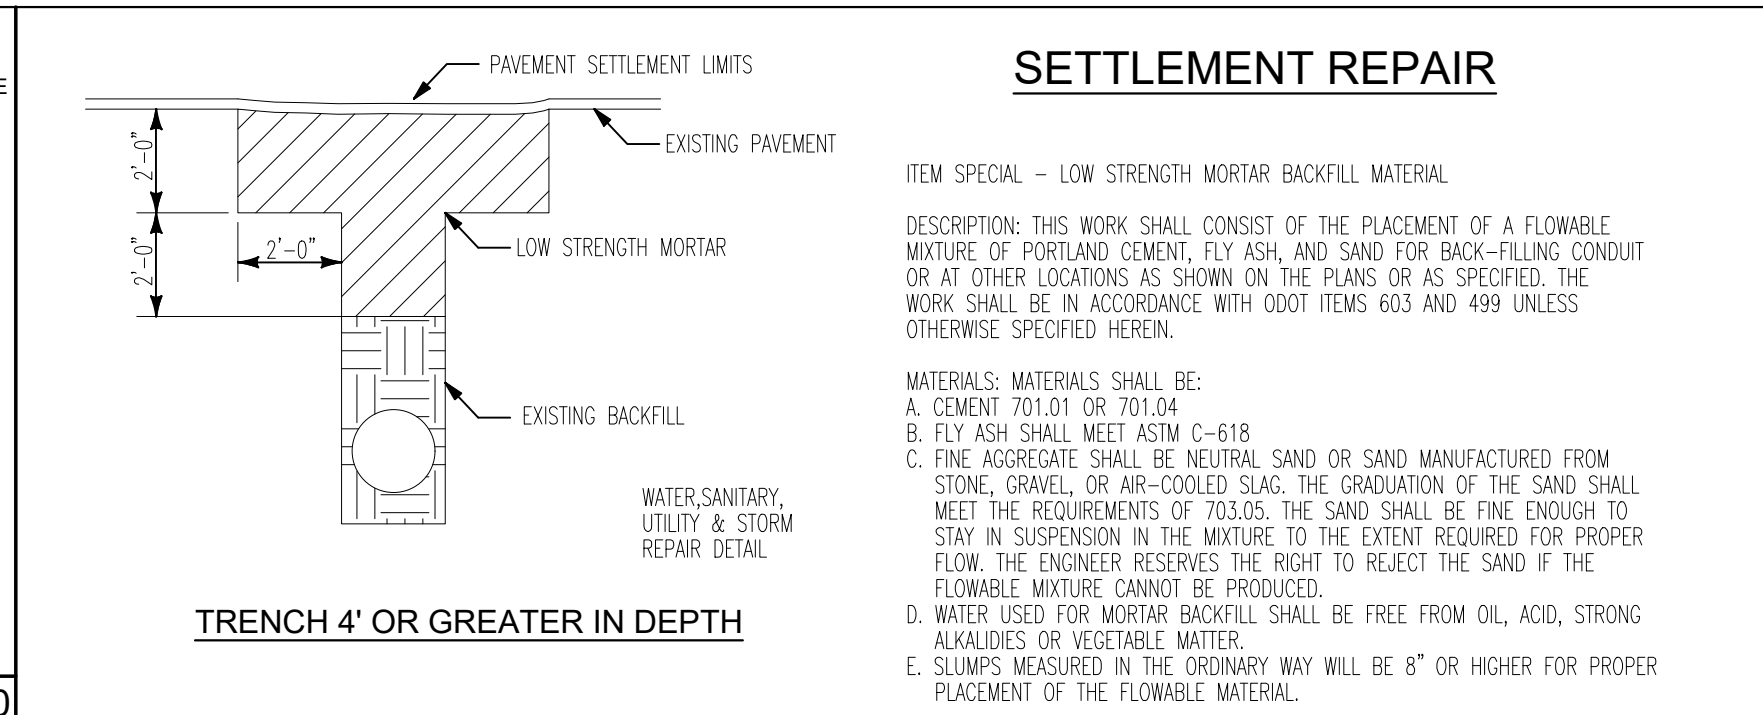 E
PAVEMENT SETTLEMENT LIMITS
EXISTING PAVEMENT
2'-0"
2'-0"
2'-0"
LOW STRENGTH MORTAR
EXISTING BACKFILL
WATER,SANITARY,
UTILITY & STORM
REPAIR DETAIL
TRENCH 4' OR GREATER IN DEPTH
SETTLEMENT REPAIR
ITEM SPECIAL – LOW STRENGTH MORTAR BACKFILL MATERIAL
DESCRIPTION: THIS WORK SHALL CONSIST OF THE PLACEMENT OF A FLOWABLE
MIXTURE OF PORTLAND CEMENT, FLY ASH, AND SAND FOR BACK–FILLING CONDUIT
OR AT OTHER LOCATIONS AS SHOWN ON THE PLANS OR AS SPECIFIED. THE
WORK SHALL BE IN ACCORDANCE WITH ODOT ITEMS 603 AND 499 UNLESS
OTHERWISE SPECIFIED HEREIN.
MATERIALS: MATERIALS SHALL BE:
A. CEMENT 701.01 OR 701.04
B. FLY ASH SHALL MEET ASTM C–618
C. FINE AGGREGATE SHALL BE NEUTRAL SAND OR SAND MANUFACTURED FROM
STONE, GRAVEL, OR AIR–COOLED SLAG. THE GRADUATION OF THE SAND SHALL
MEET THE REQUIREMENTS OF 703.05. THE SAND SHALL BE FINE ENOUGH TO
STAY IN SUSPENSION IN THE MIXTURE TO THE EXTENT REQUIRED FOR PROPER
FLOW. THE ENGINEER RESERVES THE RIGHT TO REJECT THE SAND IF THE
FLOWABLE MIXTURE CANNOT BE PRODUCED.
D. WATER USED FOR MORTAR BACKFILL SHALL BE FREE FROM OIL, ACID, STRONG
ALKALIDIES OR VEGETABLE MATTER.
E. SLUMPS MEASURED IN THE ORDINARY WAY WILL BE 8" OR HIGHER FOR PROPER
PLACEMENT OF THE FLOWABLE MATERIAL.